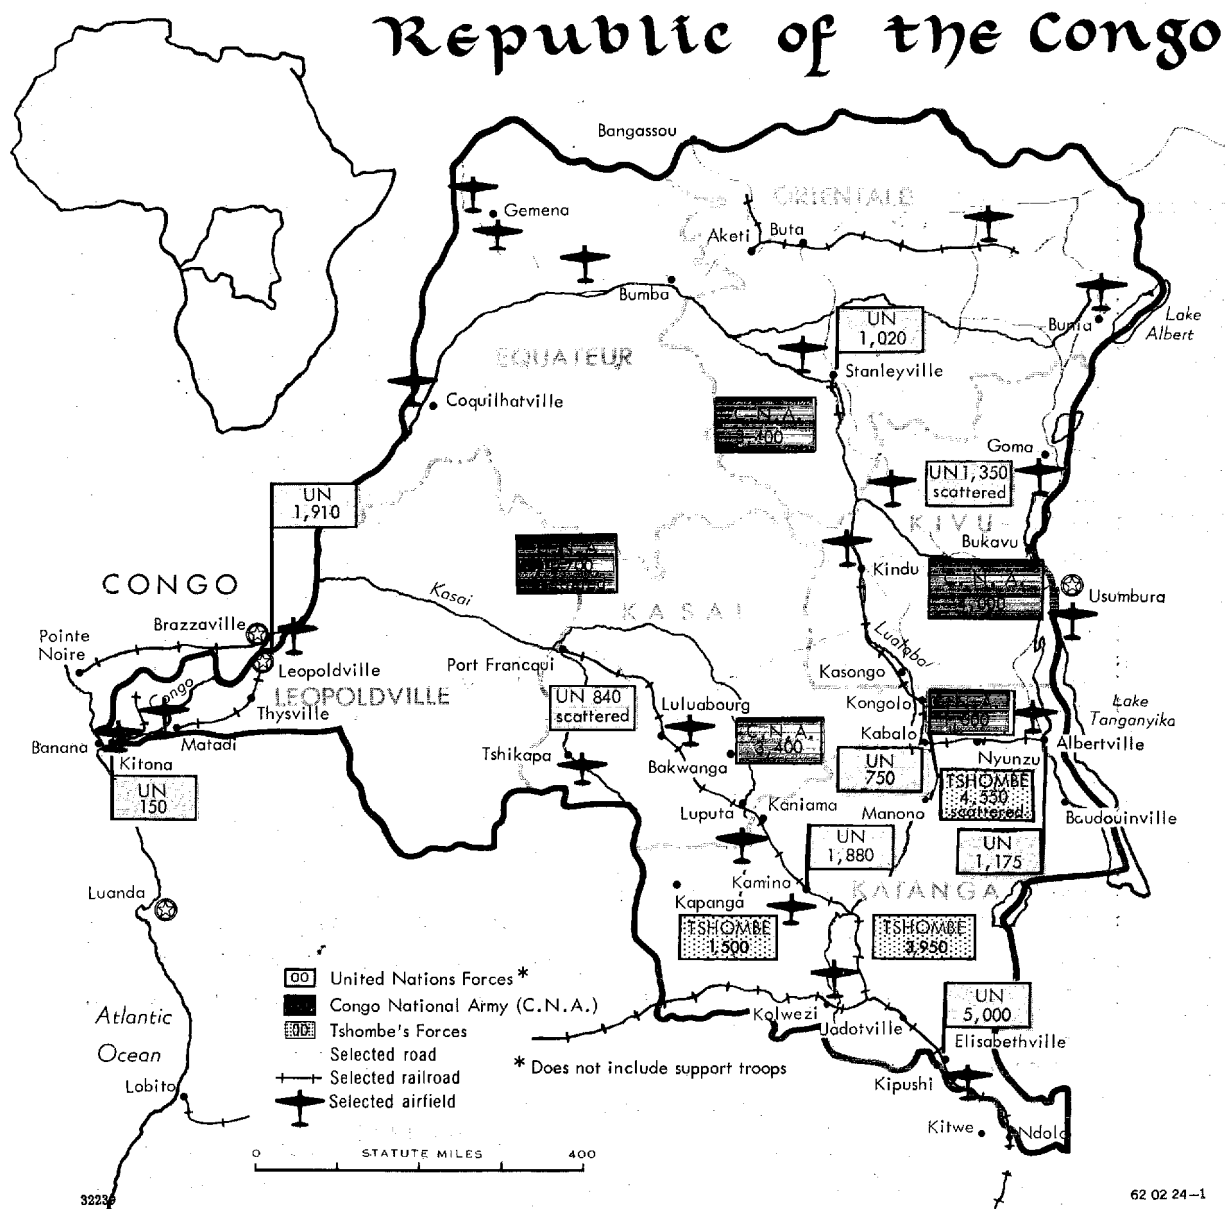 Republic of the Congo
Bangassou
ORIENTALE
Gemena
Aketi
Buta
Bumba
Bunia
Lake
Albert
UN
1,020
EQUATEUR
Stanleyville
Coquilhatville
C.N.A.
Goma
UN 1,350
scattered
UN
1,910
KIVU
Bukavu
C.N.A.
CONGO
Kasai
Kindu
C.N.A.
Usumbura
KASAI
Brazzaville
Pointe
Noire
Lualaba
Leopoldville
Port Francqui
Kasongo
LEOPOLDVILLE
Congo
UN 840
scattered
Luluabourg
Kongolo
C.N.A.
Lake
Tanganyika
Thysville
Banana
Matadi
C.N.A.
3,400
Kabalo
Albertville
Kitona
Tshikapa
Bakwanga
Nyunzu
UN
150
UN
750
TSHOMBE
4,550
scattered
Luputa
Kaniama
Manono
Baudouinville
UN
1,880
UN
1,175
Luanda
Kamina
Kapanga
KATANGA
TSHOMBE
1,500
TSHOMBE
3,950
00 United Nations Forces*
Congo National Army (C.N.A.)
00 Tshombe's Forces
Selected road
Selected railroad
Selected airfield
Atlantic
Ocean
Kolwezi
Jadotville
UN
5,000
Elisabethville
* Does not include support troops
Lobito
Kipushi
Kitwe
Ndola
0 STATUTE MILES 400
62 02 24—1